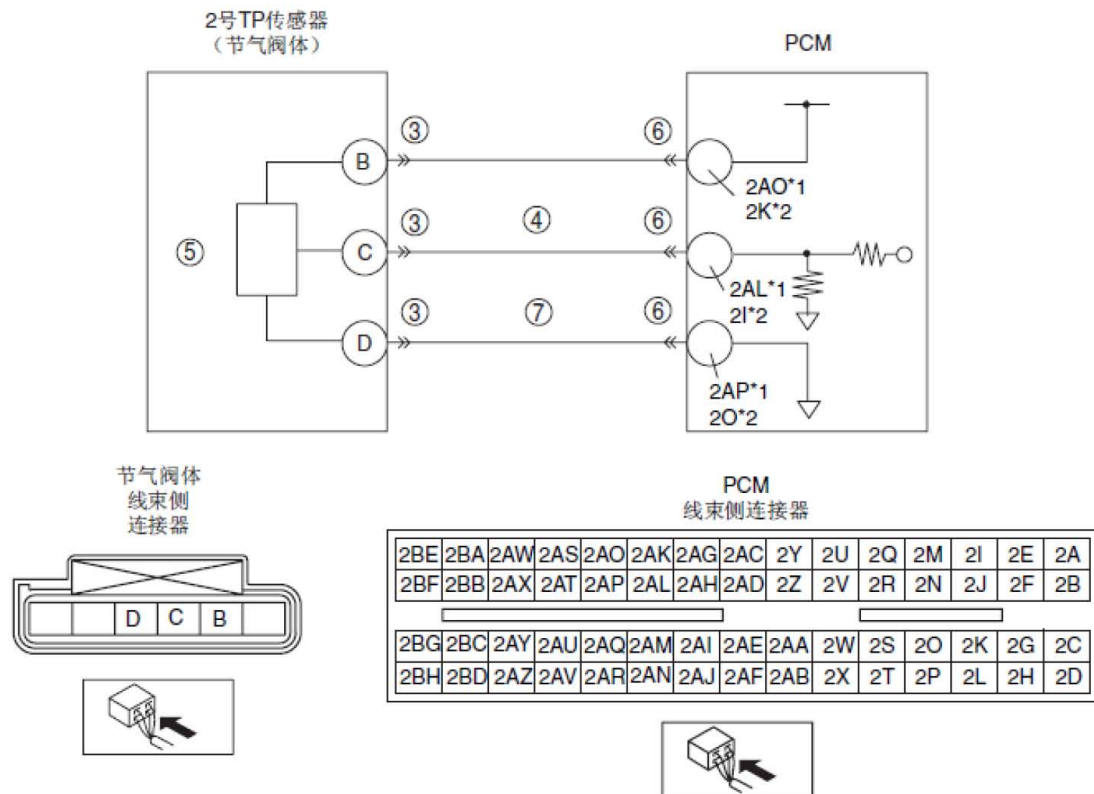 2号TP传感器
（节气阀体）
PCM
③
⑥
B
2AO*1
2K*2
③
④
⑥
⑤
C
2AL*1
2I*2
③
⑦
⑥
D
2AP*1
2O*2
节气阀体
线束侧
连接器
PCM
线束侧连接器
D C B
2BE 2BA 2AW 2AS 2AO 2AK 2AG 2AC 2Y 2U 2Q 2M 2I 2E 2A
2BF 2BB 2AX 2AT 2AP 2AL 2AH 2AD 2Z 2V 2R 2N 2J 2F 2B
2BG 2BC 2AY 2AU 2AQ 2AM 2AI 2AE 2AA 2W 2S 2O 2K 2G 2C
2BH 2BD 2AZ 2AV 2AR 2AN 2AJ 2AF 2AB 2X 2T 2P 2L 2H 2D